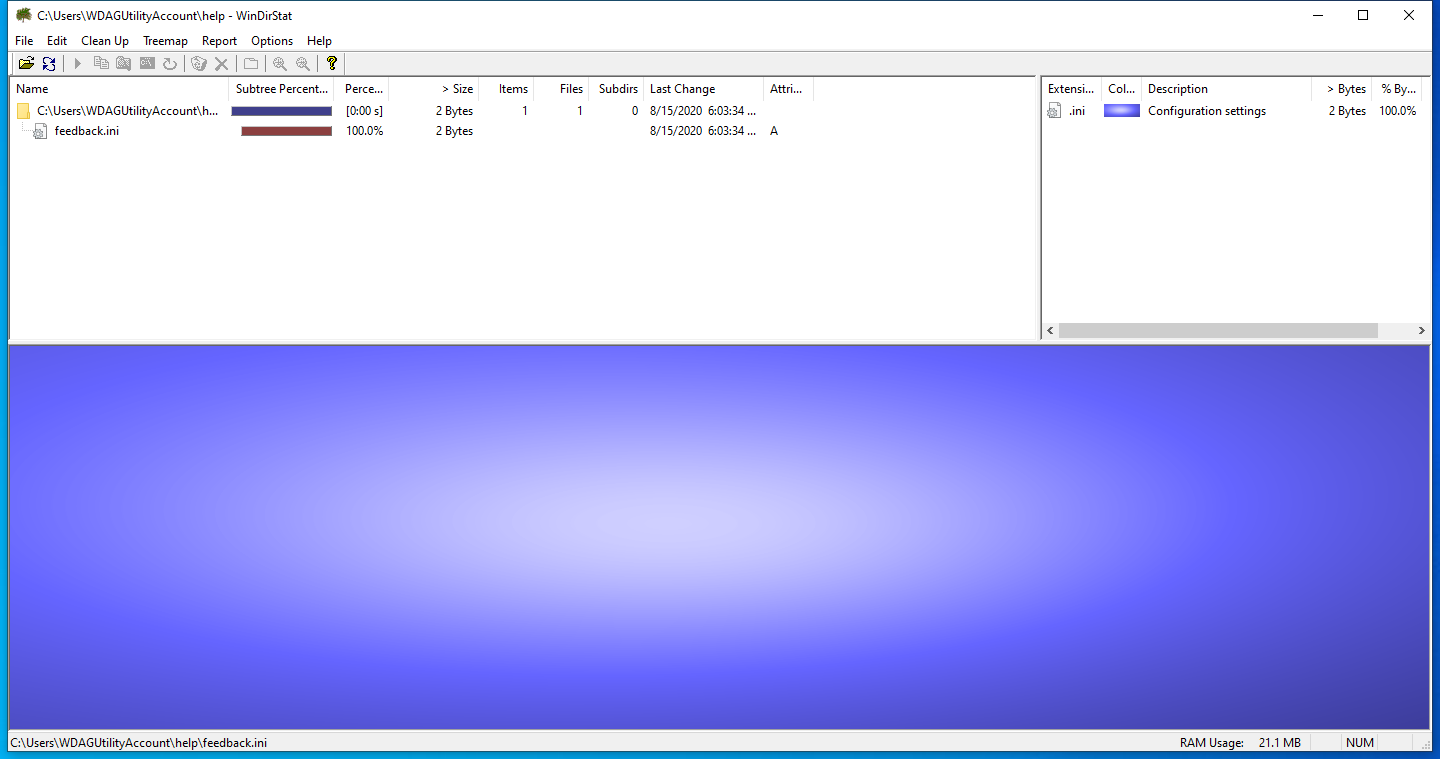 C:\Users\WDAGUtilityAccount\help - WinDirStat
File Edit Clean Up Treemap Report Options Help
Name Subtree Percent... Perce... > Size Items Files Subdirs Last Change Attri...
C:\Users\WDAGUtilityAccount\h... [0:00 s] 2 Bytes 1 1 0 8/15/2020 6:03:34 ...
feedback.ini 100.0% 2 Bytes 8/15/2020 6:03:34 ... A
Extensi... Col... Description > Bytes % By...
.ini Configuration settings 2 Bytes 100.0%
C:\Users\WDAGUtilityAccount\help\feedback.ini RAM Usage: 21.1 MB NUM